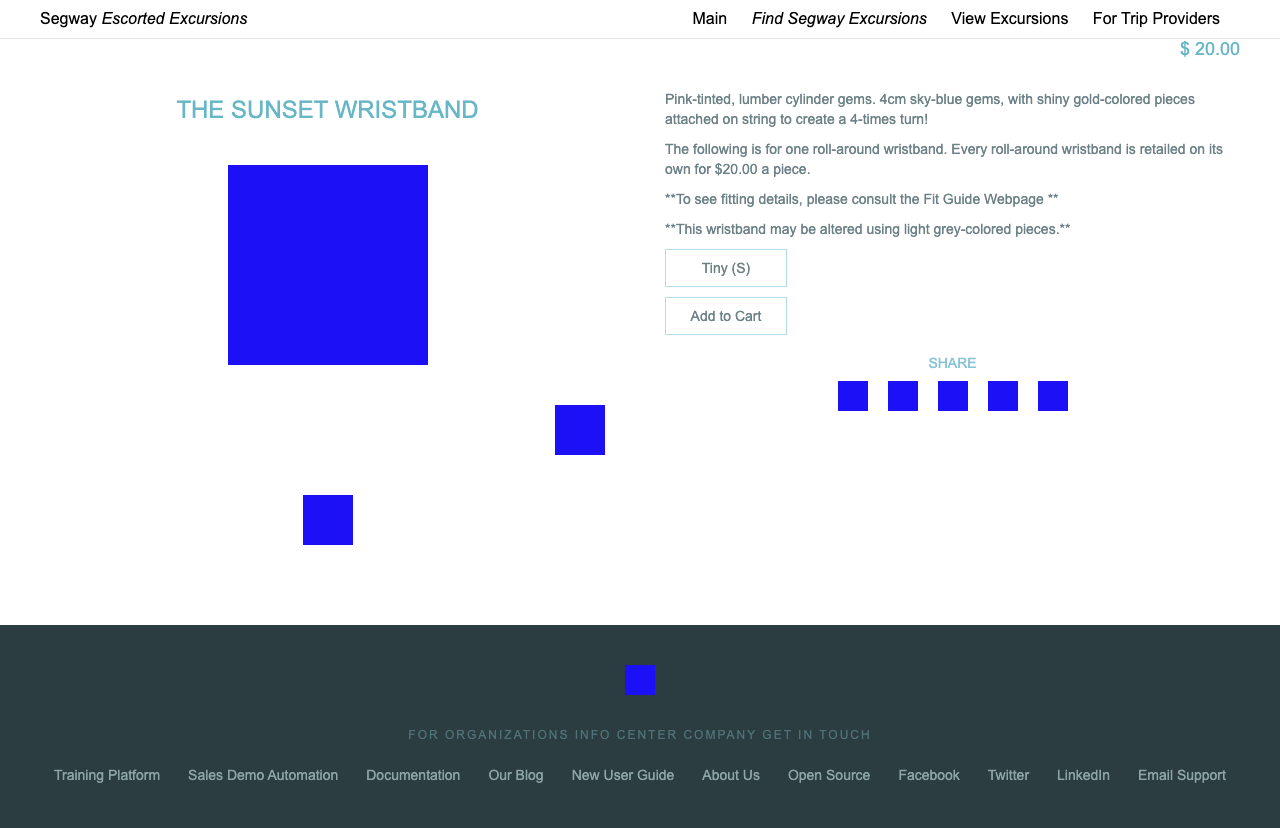 Segway Escorted Excursions
Main Find Segway Excursions View Excursions For Trip Providers
$ 20.00
THE SUNSET WRISTBAND
Pink-tinted, lumber cylinder gems. 4cm sky-blue gems, with shiny gold-colored pieces
attached on string to create a 4-times turn!
The following is for one roll-around wristband. Every roll-around wristband is retailed on its
own for $20.00 a piece.
**To see fitting details, please consult the Fit Guide Webpage **
**This wristband may be altered using light grey-colored pieces.**
Tiny (S)
Add to Cart
SHARE
FOR ORGANIZATIONS INFO CENTER COMPANY GET IN TOUCH
Training Platform Sales Demo Automation Documentation Our Blog New User Guide About Us Open Source Facebook Twitter LinkedIn Email Support